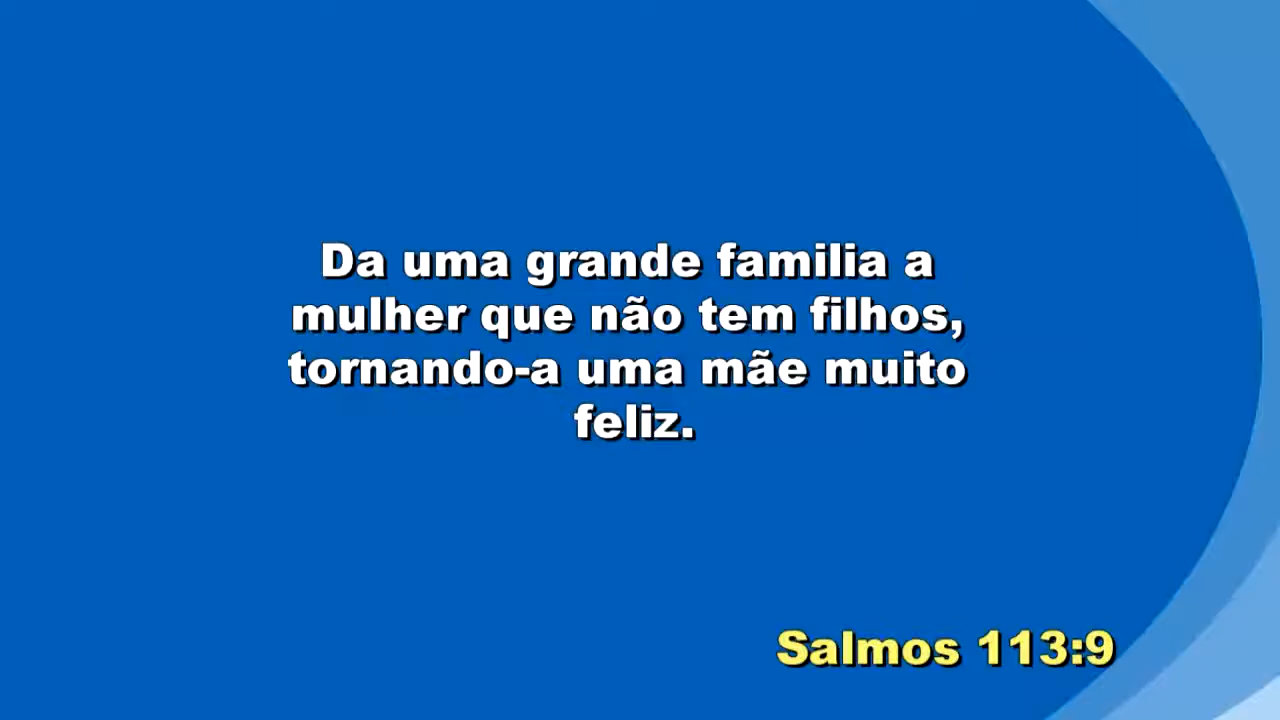 Da uma grande familia a
mulher que não tem filhos,
tornando-a uma mãe muito
feliz.
Salmos 113:9